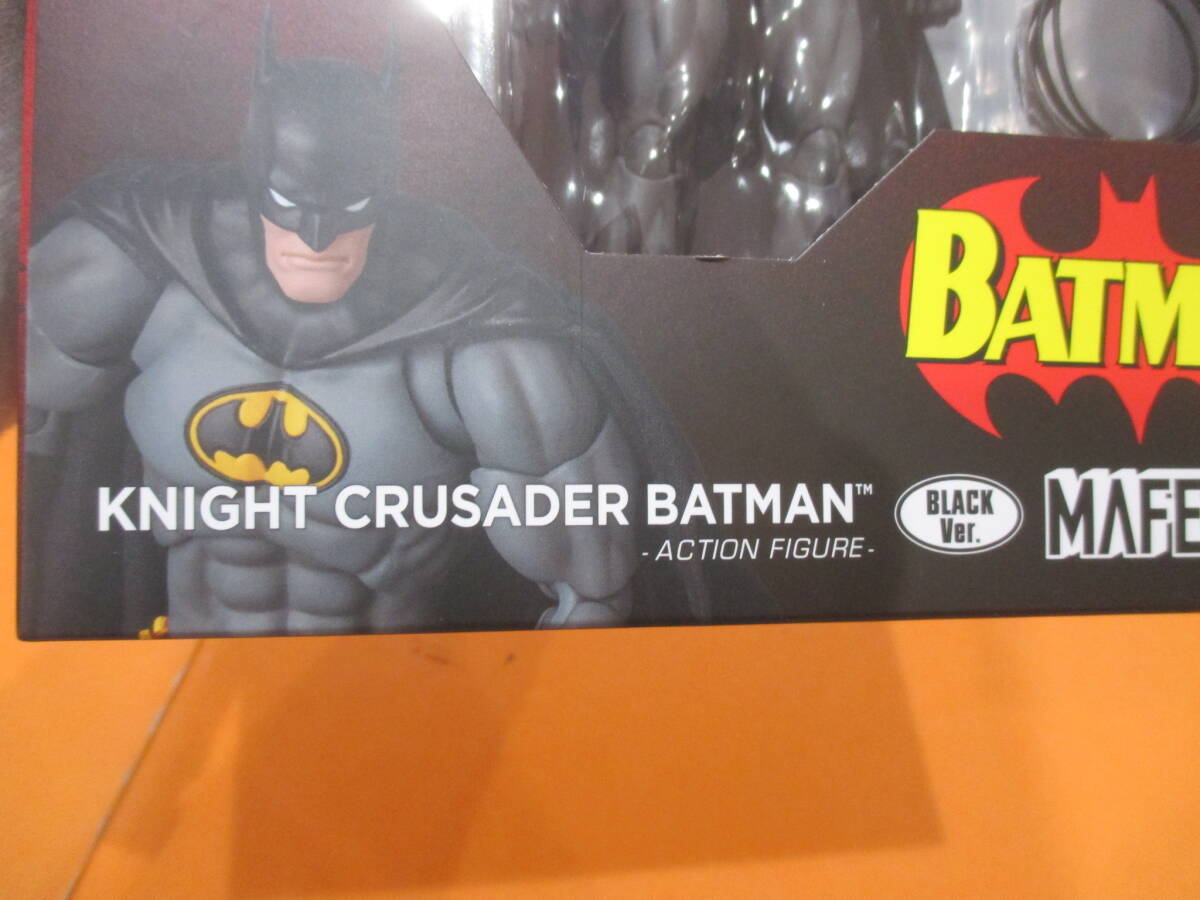 BATM
KNIGHT CRUSADER BATMAN™
- ACTION FIGURE -
BLACK
Ver.
MAFE